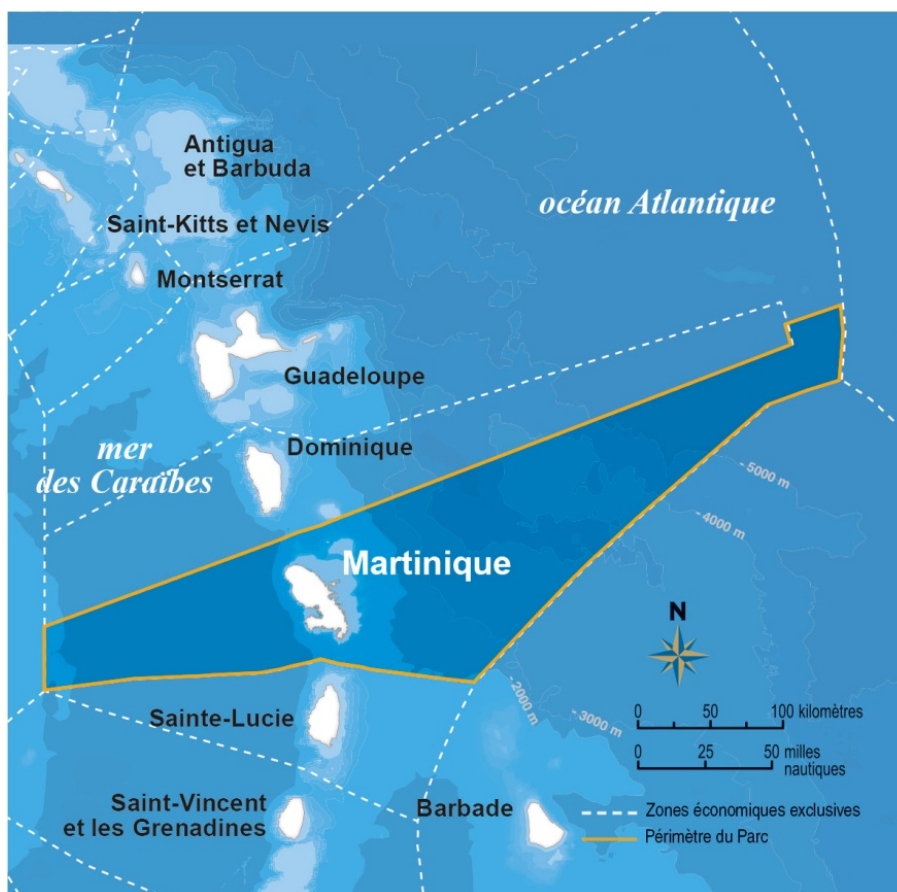 Antigua
et Barbuda
océan Atlantique
Saint-Kitts et Nevis
Montserrat
Guadeloupe
Dominique
mer
des Caraïbes
- 5000 m
- 4000 m
Martinique
N
Sainte-Lucie
- 2000 m
- 3000 m
0 50 100 kilomètres
0 25 50 milles
nautiques
Saint-Vincent
et les Grenadines
Barbade
Zones économiques exclusives
Périmètre du Parc